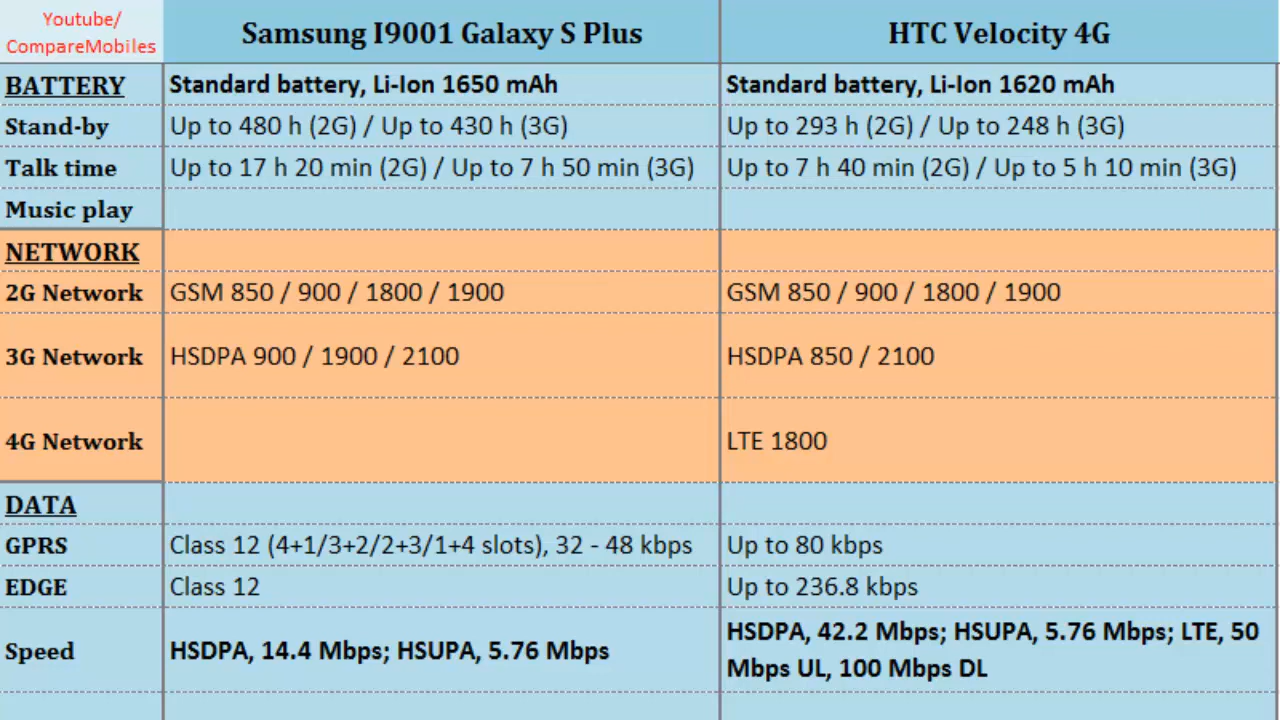 Youtube/
CompareMobiles
Samsung I9001 Galaxy S Plus
HTC Velocity 4G
BATTERY
Standard battery, Li-Ion 1650 mAh
Standard battery, Li-Ion 1620 mAh
Stand-by
Up to 480 h (2G) / Up to 430 h (3G)
Up to 293 h (2G) / Up to 248 h (3G)
Talk time
Up to 17 h 20 min (2G) / Up to 7 h 50 min (3G)
Up to 7 h 40 min (2G) / Up to 5 h 10 min (3G)
Music play
NETWORK
2G Network
GSM 850 / 900 / 1800 / 1900
GSM 850 / 900 / 1800 / 1900
3G Network
HSDPA 900 / 1900 / 2100
HSDPA 850 / 2100
4G Network
LTE 1800
DATA
GPRS
Class 12 (4+1/3+2/2+3/1+4 slots), 32 - 48 kbps
Up to 80 kbps
EDGE
Class 12
Up to 236.8 kbps
Speed
HSDPA, 14.4 Mbps; HSUPA, 5.76 Mbps
HSDPA, 42.2 Mbps; HSUPA, 5.76 Mbps; LTE, 50
Mbps UL, 100 Mbps DL